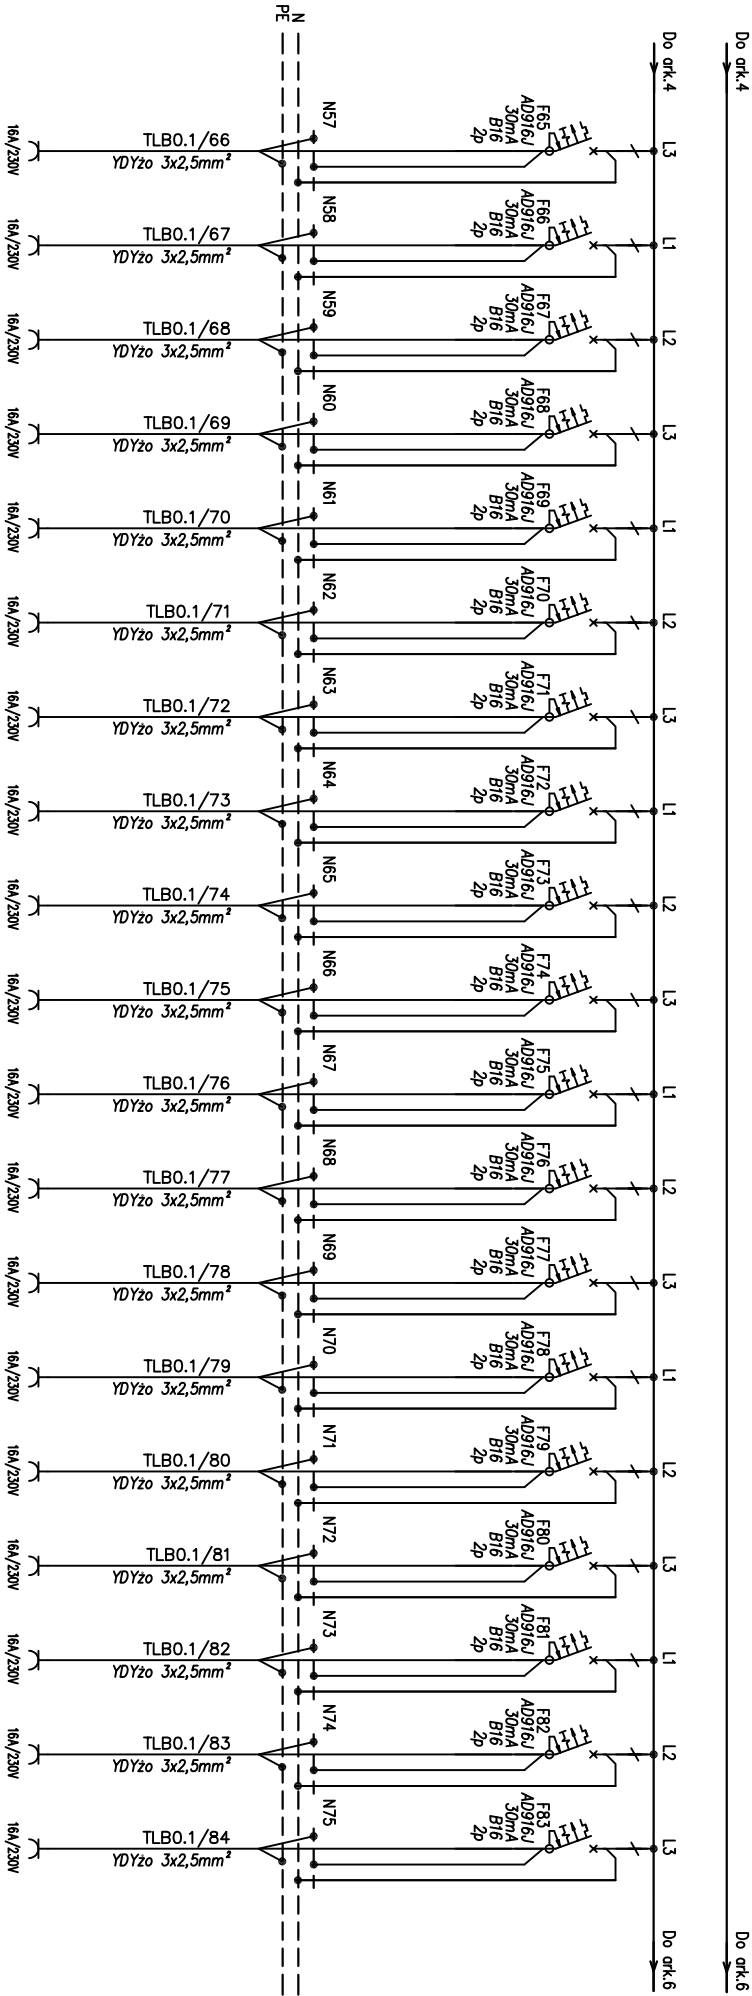 Do ark.4
Do ark.4
N
PE
L3
F65
AD916J
30mA
B16
2p
N57
TLB0.1/66
YDYżo 3x2,5mm²
16A/230V
L1
F66
AD916J
30mA
B16
2p
N58
TLB0.1/67
YDYżo 3x2,5mm²
16A/230V
L2
F67
AD916J
30mA
B16
2p
N59
TLB0.1/68
YDYżo 3x2,5mm²
16A/230V
L3
F68
AD916J
30mA
B16
2p
N60
TLB0.1/69
YDYżo 3x2,5mm²
16A/230V
L1
F69
AD916J
30mA
B16
2p
N61
TLB0.1/70
YDYżo 3x2,5mm²
16A/230V
L2
F70
AD916J
30mA
B16
2p
N62
TLB0.1/71
YDYżo 3x2,5mm²
16A/230V
L3
F71
AD916J
30mA
B16
2p
N63
TLB0.1/72
YDYżo 3x2,5mm²
16A/230V
L1
F72
AD916J
30mA
B16
2p
N64
TLB0.1/73
YDYżo 3x2,5mm²
16A/230V
L2
F73
AD916J
30mA
B16
2p
N65
TLB0.1/74
YDYżo 3x2,5mm²
16A/230V
L3
F74
AD916J
30mA
B16
2p
N66
TLB0.1/75
YDYżo 3x2,5mm²
16A/230V
L1
F75
AD916J
30mA
B16
2p
N67
TLB0.1/76
YDYżo 3x2,5mm²
16A/230V
L2
F76
AD916J
30mA
B16
2p
N68
TLB0.1/77
YDYżo 3x2,5mm²
16A/230V
L3
F77
AD916J
30mA
B16
2p
N69
TLB0.1/78
YDYżo 3x2,5mm²
16A/230V
L1
F78
AD916J
30mA
B16
2p
N70
TLB0.1/79
YDYżo 3x2,5mm²
16A/230V
L2
F79
AD916J
30mA
B16
2p
N71
TLB0.1/80
YDYżo 3x2,5mm²
16A/230V
L3
F80
AD916J
30mA
B16
2p
N72
TLB0.1/81
YDYżo 3x2,5mm²
16A/230V
L1
F81
AD916J
30mA
B16
2p
N73
TLB0.1/82
YDYżo 3x2,5mm²
16A/230V
L2
F82
AD916J
30mA
B16
2p
N74
TLB0.1/83
YDYżo 3x2,5mm²
16A/230V
L3
F83
AD916J
30mA
B16
2p
N75
TLB0.1/84
YDYżo 3x2,5mm²
16A/230V
Do ark.6
Do ark.6